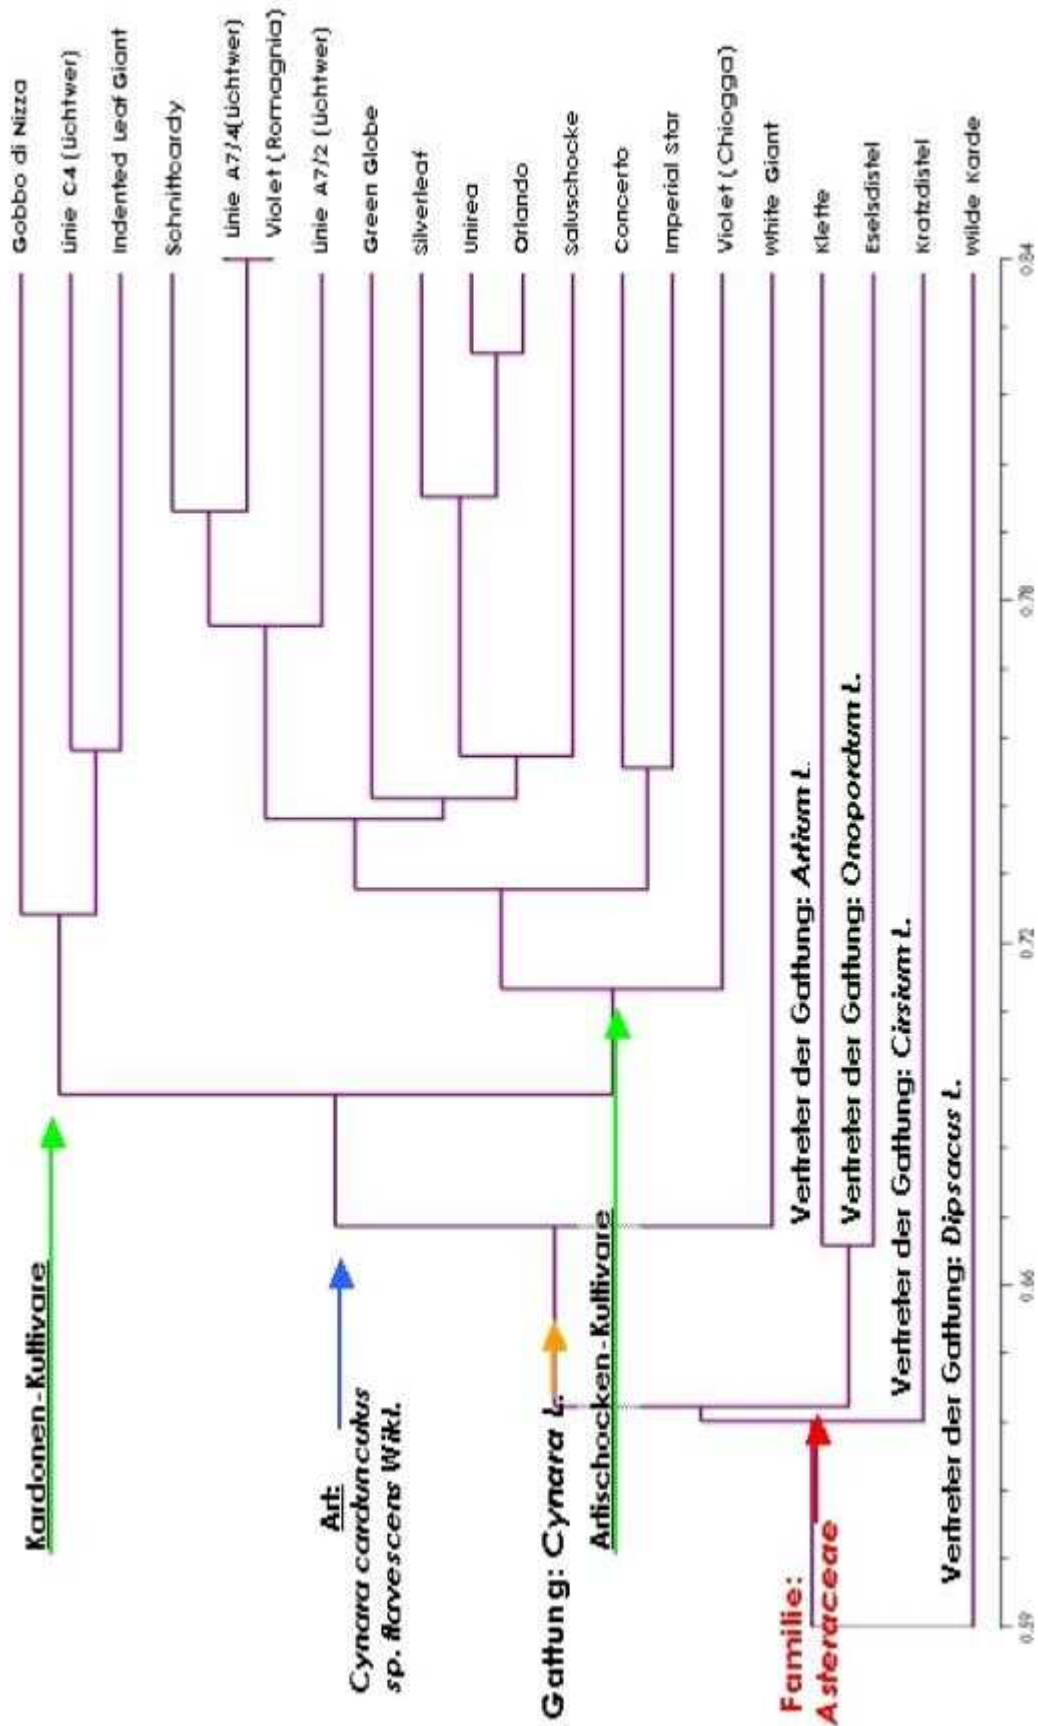 Gobbo di Nizza
Linie C4 (Lichtwer)
Indented Leaf Giant
Schnittcardy
Linie A7/4(Lichtwer)
Violet (Romagnia)
Linie A7/2 (Lichtwer)
Green Globe
Silverleaf
Unirea
Orlando
Saluschocke
Concerto
Imperial Star
Violet (Chiogga)
White Giant
Klette
Eselsdistel
Kratzdistel
Wilde Karde
Kardonen-Kultivare
Art:
Cynara cardunculus
sp. flavescens Wikl.
Gattung: Cynara L.
Artischocken-Kultivare
Familie:
Asteraceae
Vertreter der Gattung: Artium L.
Vertreter der Gattung: Onopordum L.
Vertreter der Gattung: Cirsium L.
Vertreter der Gattung: Dipsacus L.
0.59
0.66
0.72
0.78
0.84